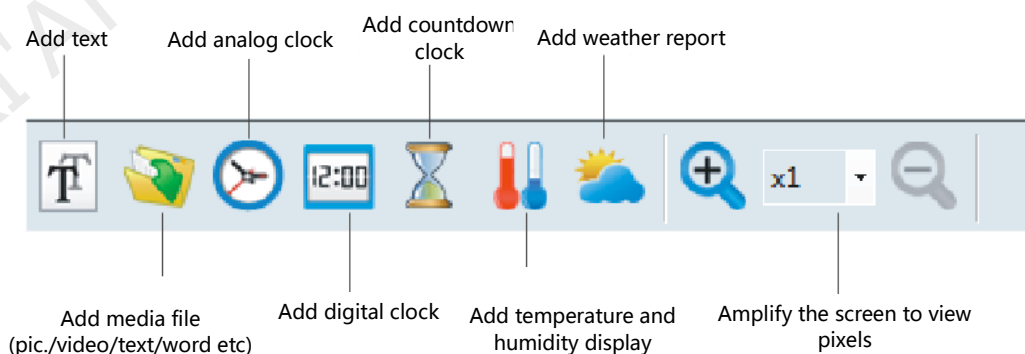 Add text
Add analog clock
Add countdown
clock
Add weather report
12:00
x1
Add media file
(pic./video/text/word etc)
Add digital clock
Add temperature and
humidity display
Amplify the screen to view
pixels